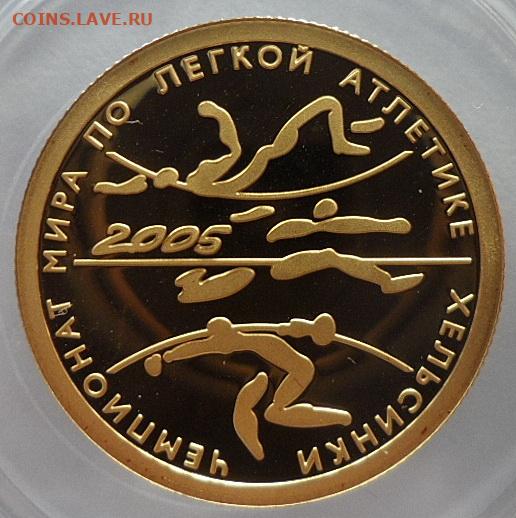 COINS.LAVE.RU
ЧЕМПИОНАТ МИРА ПО ЛЕГКОЙ АТЛЕТИКЕ
2005
ХЕЛЬСИНКИ